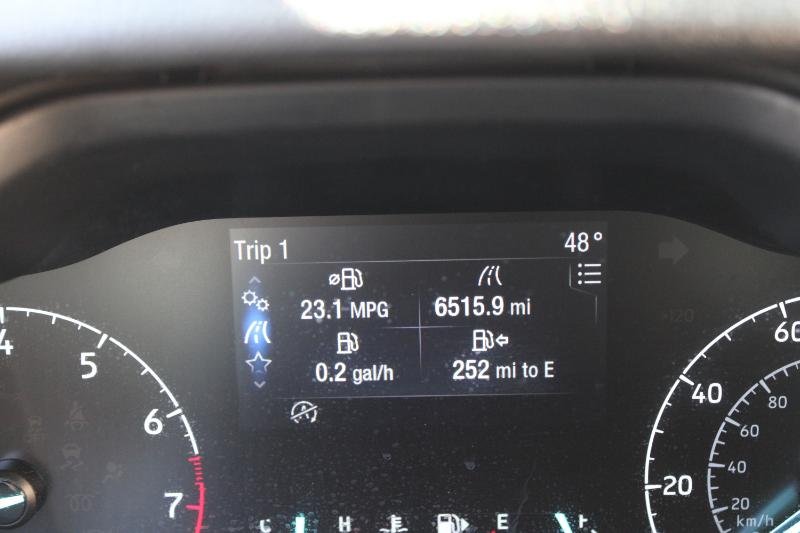 Trip 1 48°
23.1 MPG 6515.9 mi
0.2 gal/h 252 mi to E
4 5 6 7
20 40 60
20 40 60 80
km/h
C H E F